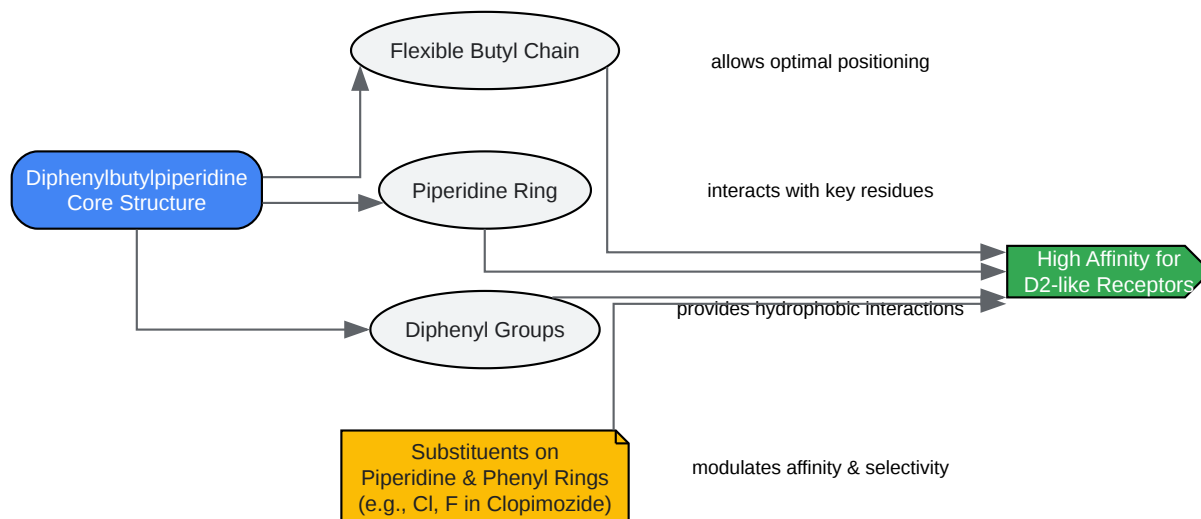 Flexible Butyl Chain
allows optimal positioning
Diphenylbutylpiperidine
Core Structure
Piperidine Ring
interacts with key residues
High Affinity for
D2-like Receptors
Diphenyl Groups
provides hydrophobic interactions
Substituents on
Piperidine & Phenyl Rings
(e.g., Cl, F in Clopimozide)
modulates affinity & selectivity